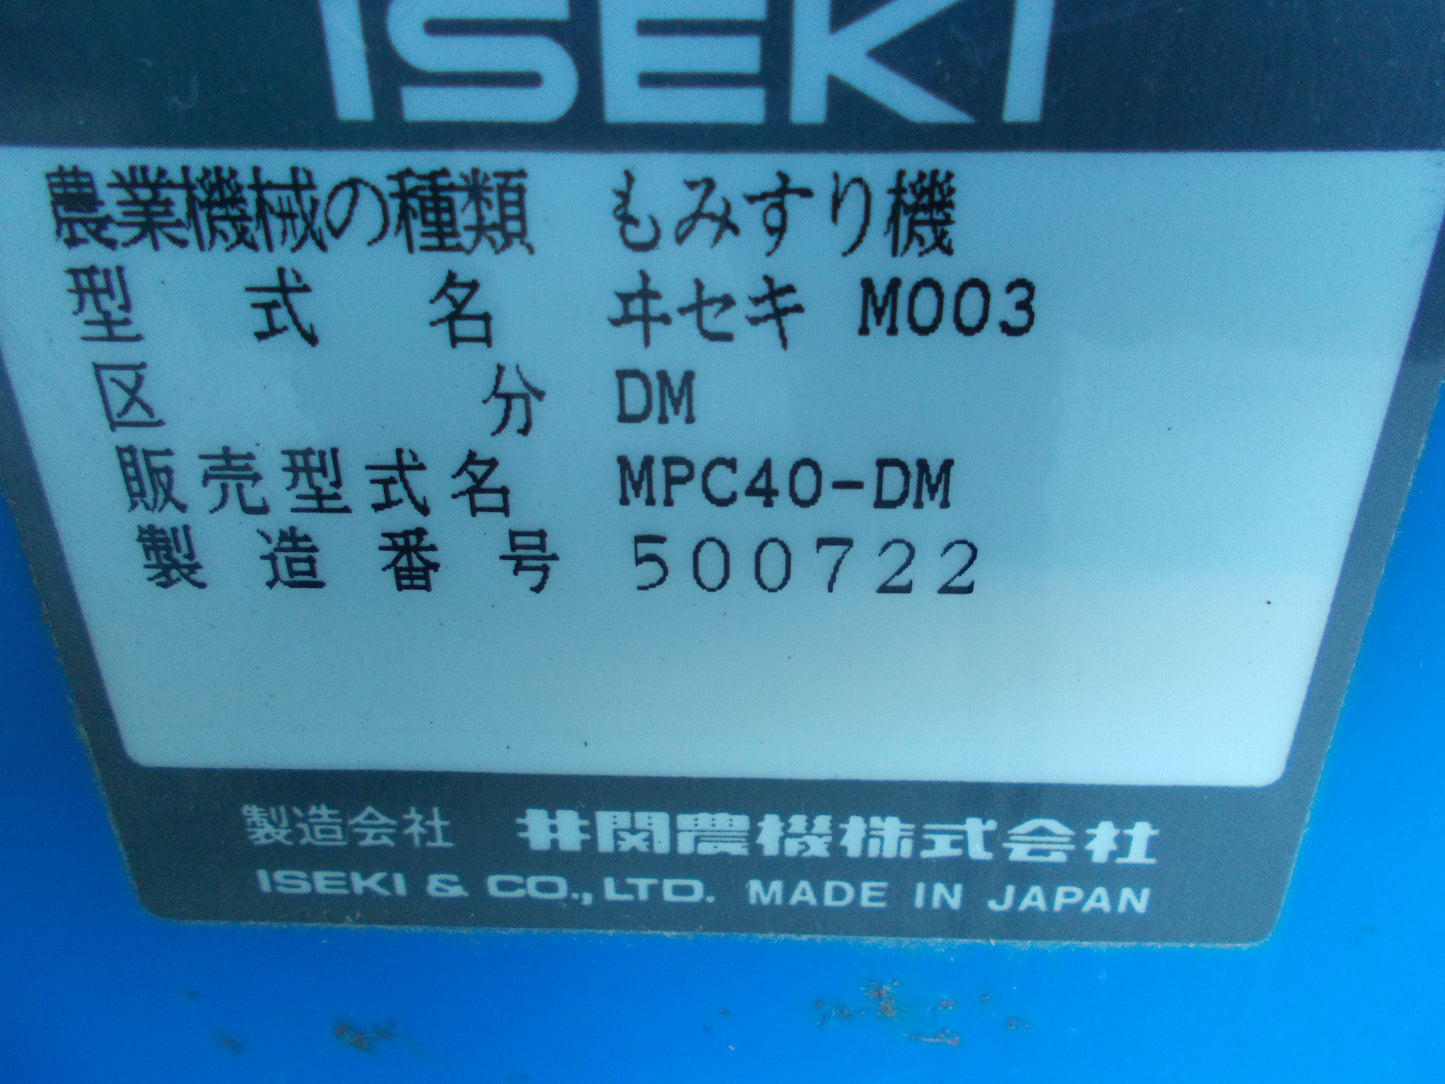 ISEKI
農業機械の種類 もみすり機
型式名 ヰセキ M003
区分 DM
販売型式名 MPC40-DM
製造番号 500722
製造会社 井関農機株式会社
ISEKI & CO.,LTD. MADE IN JAPAN